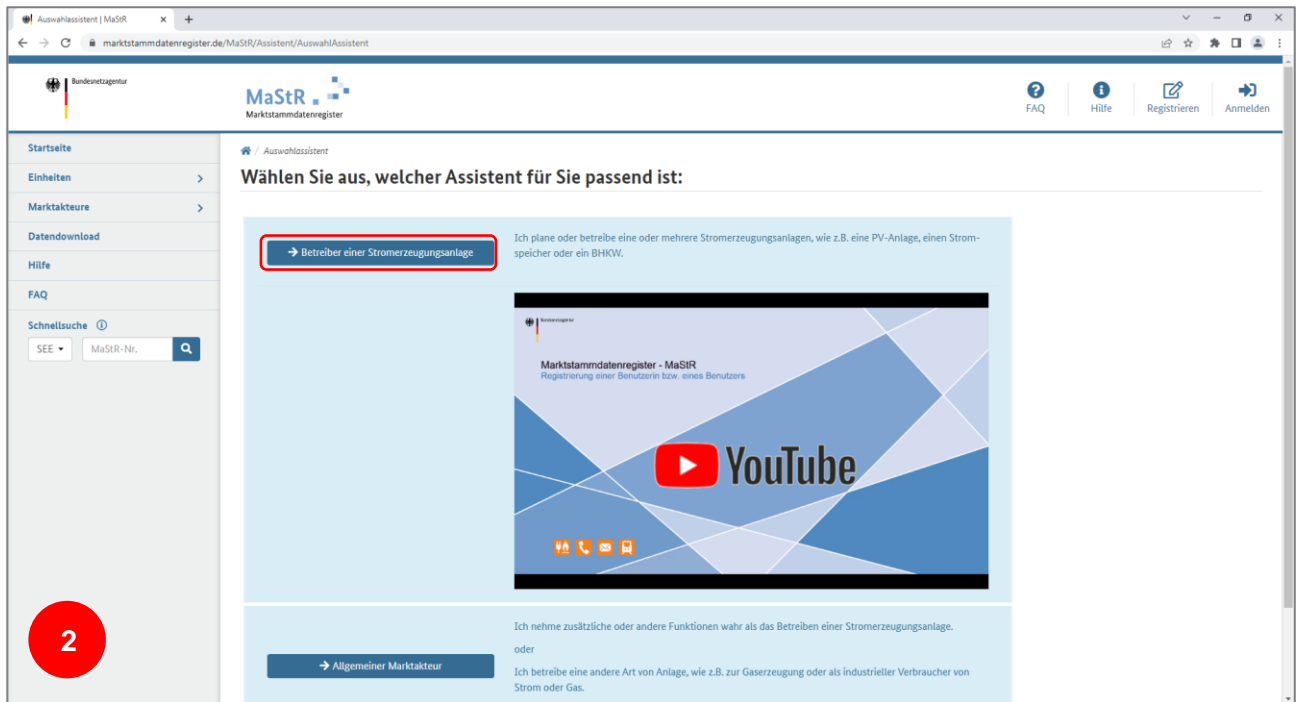 Auswahlassistent | MaStR
marktstammdatenregister.de/MaStR/Assistent/AuswahlAssistent
Bundesnetzagentur
MaStR
Marktstammdatenregister
FAQ
Hilfe
Registrieren
Anmelden
Startseite
Einheiten
Marktakteure
Datendownload
Hilfe
FAQ
Schnellsuche
SEE
MaStR-Nr.
/ Auswahlassistent
Wählen Sie aus, welcher Assistent für Sie passend ist:
Betreiber einer Stromerzeugungsanlage
Ich plane oder betreibe eine oder mehrere Stromerzeugungsanlagen, wie z.B. eine PV-Anlage, einen Strom-
speicher oder ein BHKW.
Bundesnetzagentur
Marktstammdatenregister - MaStR
Registrierung einer Benutzerin bzw. eines Benutzers
YouTube
Allgemeiner Marktakteur
Ich nehme zusätzliche oder andere Funktionen wahr als das Betreiben einer Stromerzeugungsanlage.
oder
Ich betreibe eine andere Art von Anlage, wie z.B. zur Gaserzeugung oder als industrieller Verbraucher von
Strom oder Gas.
2